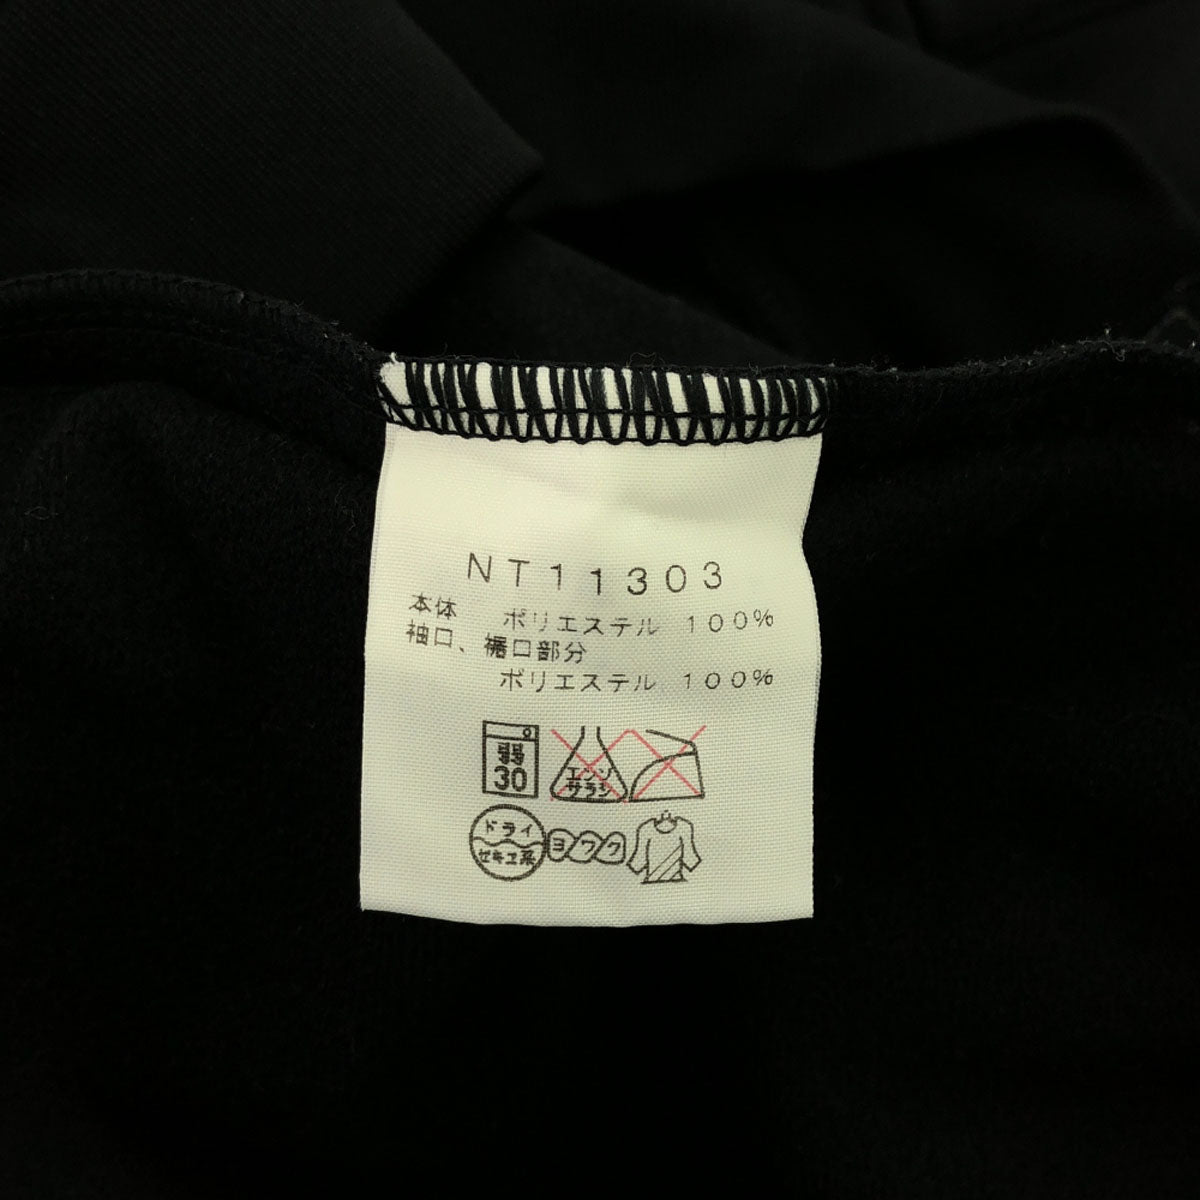 NT11303
本体 ポリエステル 100%
袖口、裾口部分
ポリエステル 100%
弱
30
エンソ
サラシ
ドライ
セキユ系
ヨワク